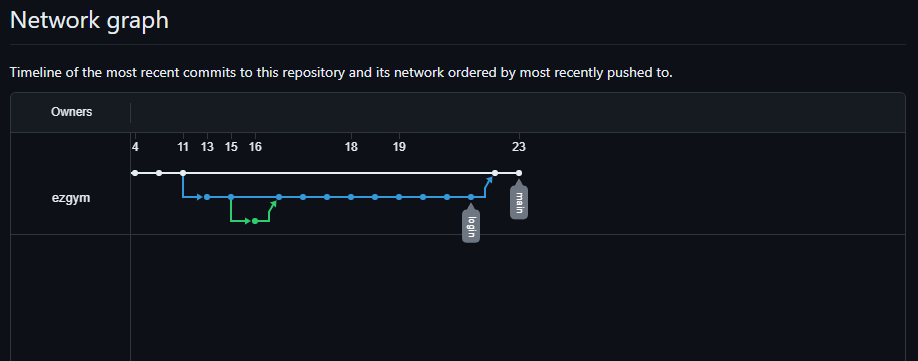 Network graph
Timeline of the most recent commits to this repository and its network ordered by most recently pushed to.
Owners
4 11 13 15 16 18 19 23
ezgym
main
login